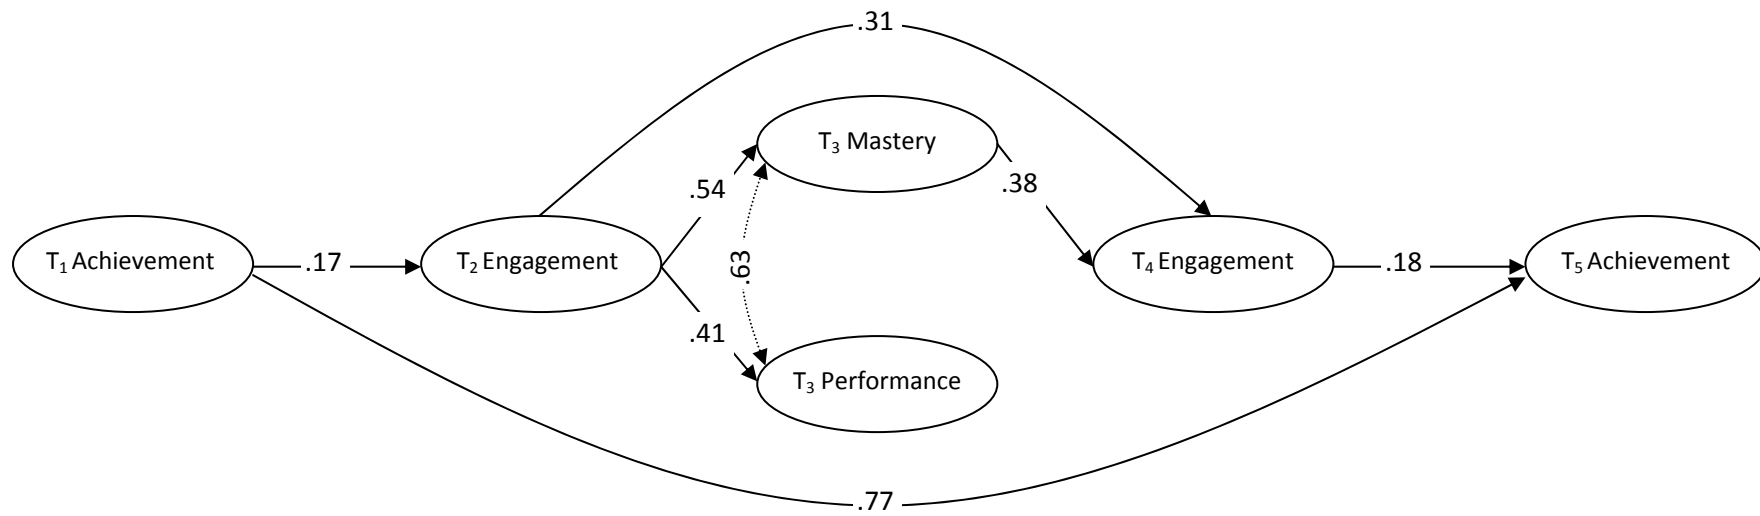 .31
T₃ Mastery
.54
.38
T₁ Achievement
.17
T₂ Engagement
.63
T₄ Engagement
.18
T₅ Achievement
.41
T₃ Performance
.77